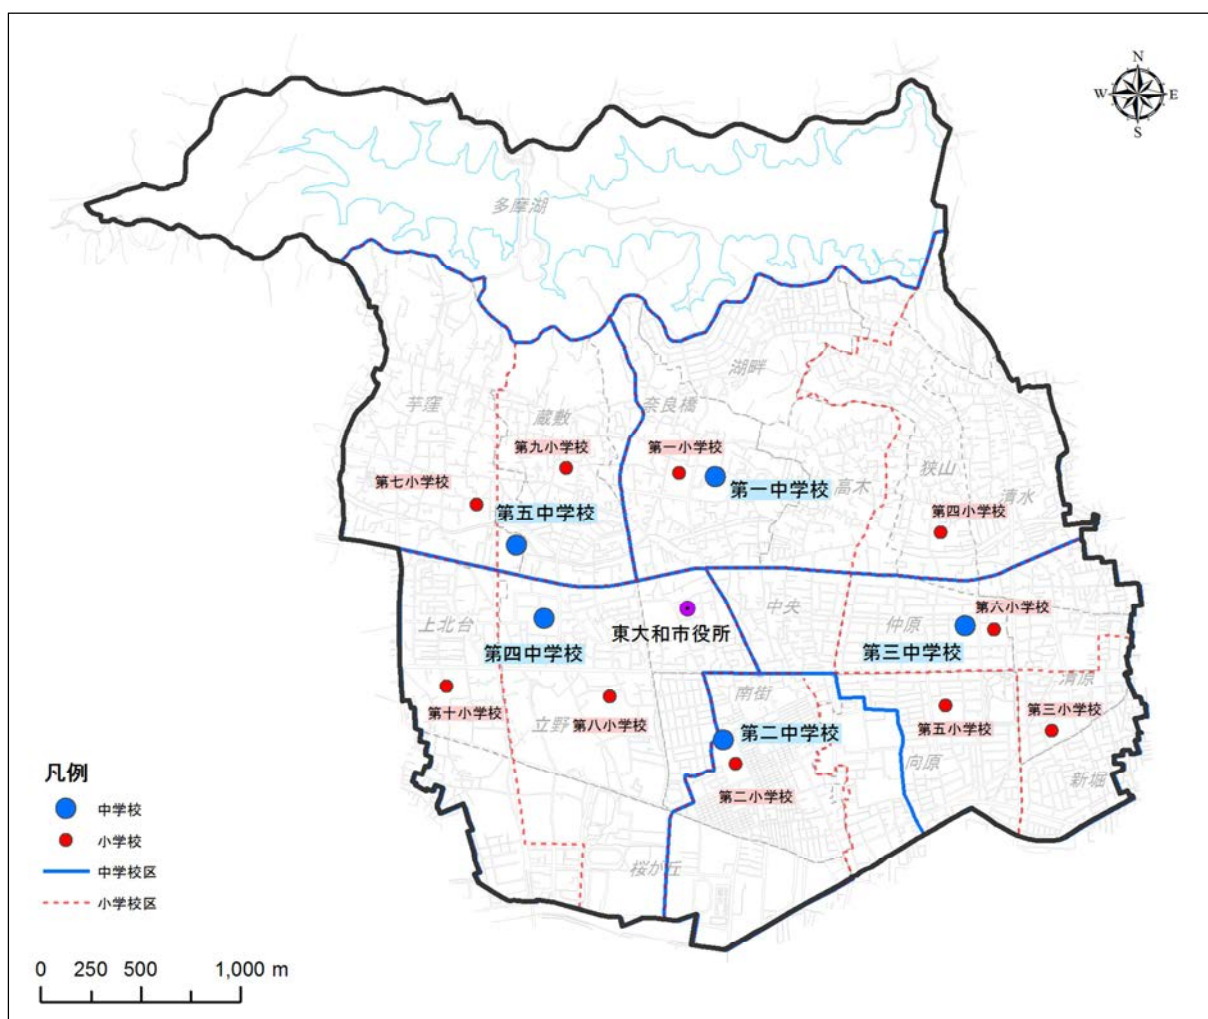 N
W
E
S
多摩湖
湖畔
芋窪
蔵敷
奈良橋
第九小学校
第一小学校
第七小学校
第一中学校
高木
狭山
清水
第五中学校
第四小学校
中央
第六小学校
上北台
東大和市役所
仲原
第四中学校
第三中学校
清原
南街
第十小学校
立野
第八小学校
第五小学校
第三小学校
第二中学校
向原
新堀
第二小学校
桜が丘
凡例
中学校
小学校
中学校区
小学校区
0 250 500 1,000 m